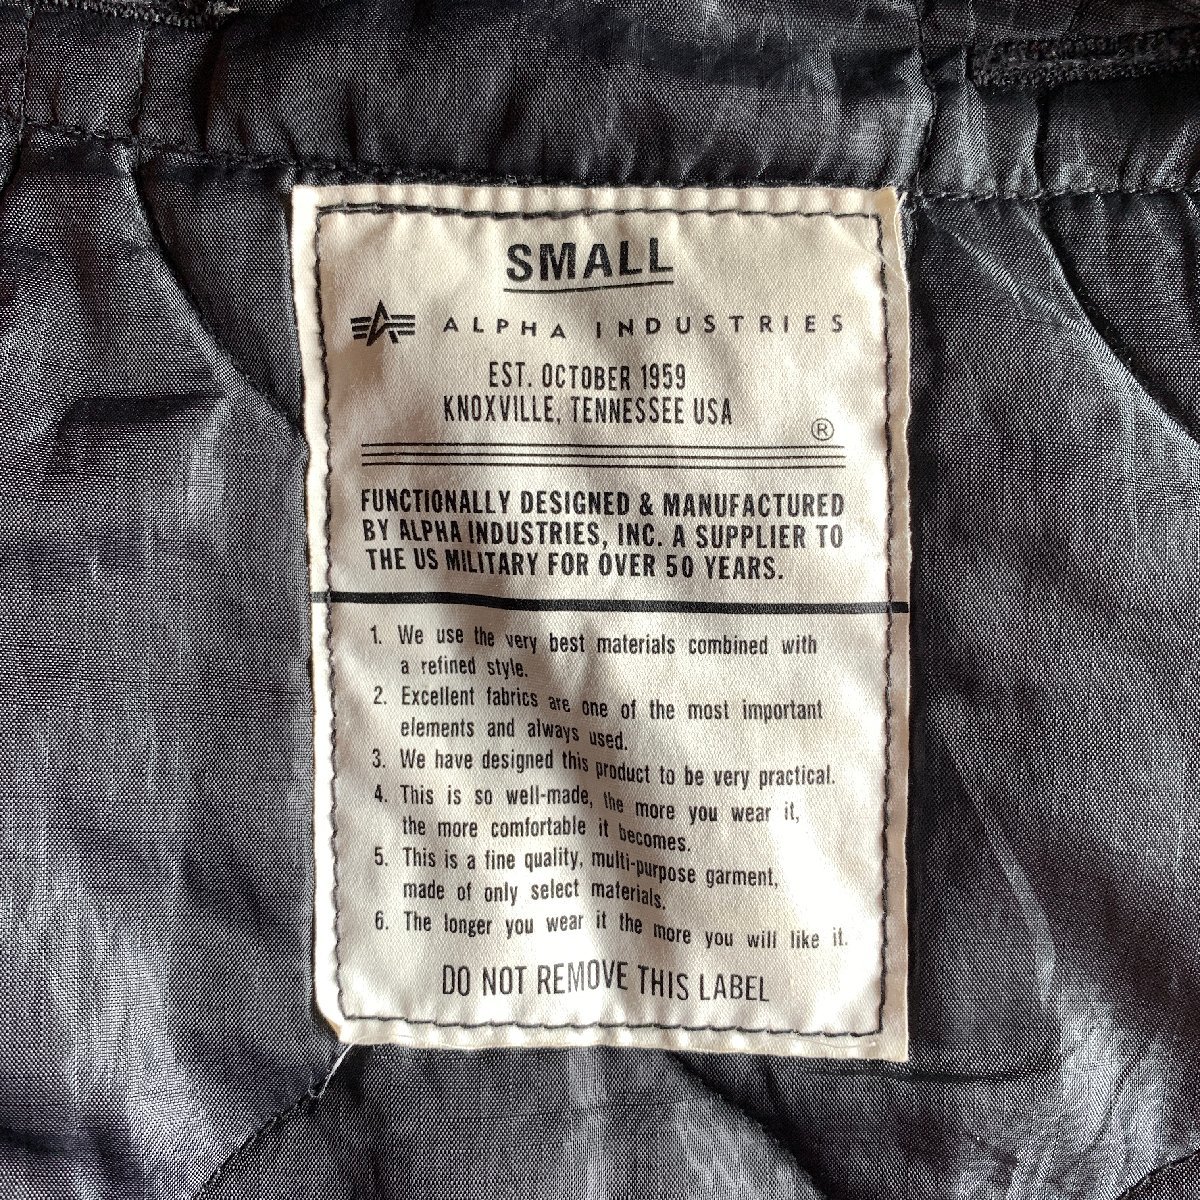 SMALL
ALPHA INDUSTRIES
EST. OCTOBER 1959
KNOXVILLE, TENNESSEE USA
®
FUNCTIONALLY DESIGNED & MANUFACTURED
BY ALPHA INDUSTRIES, INC. A SUPPLIER TO
THE US MILITARY FOR OVER 50 YEARS.
1. We use the very best materials combined with
a refined style.
2. Excellent fabrics are one of the most important
elements and always used.
3. We have designed this product to be very practical.
4. This is so well-made, the more you wear it,
the more comfortable it becomes.
5. This is a fine quality, multi-purpose garment,
made of only select materials.
6. The longer you wear it the more you will like it.
DO NOT REMOVE THIS LABEL